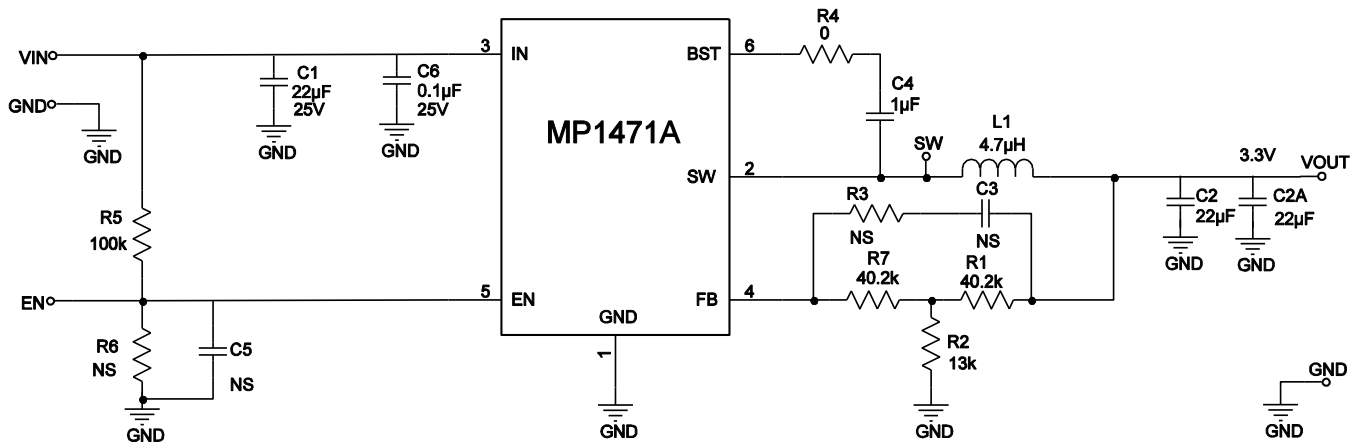 VIN
GND
GND
C1
22µF
25V
GND
C6
0.1µF
25V
GND
3
IN
MP1471A
BST
6
R4
0
C4
1µF
SW
2
SW
L1
4.7µH
3.3V
VOUT
C2
22µF
GND
C2A
22µF
GND
R5
100k
R3
NS
C3
NS
R7
40.2k
R1
40.2k
EN
5
EN
FB
4
GND
1
GND
R6
NS
C5
NS
GND
R2
13k
GND
GND
GND